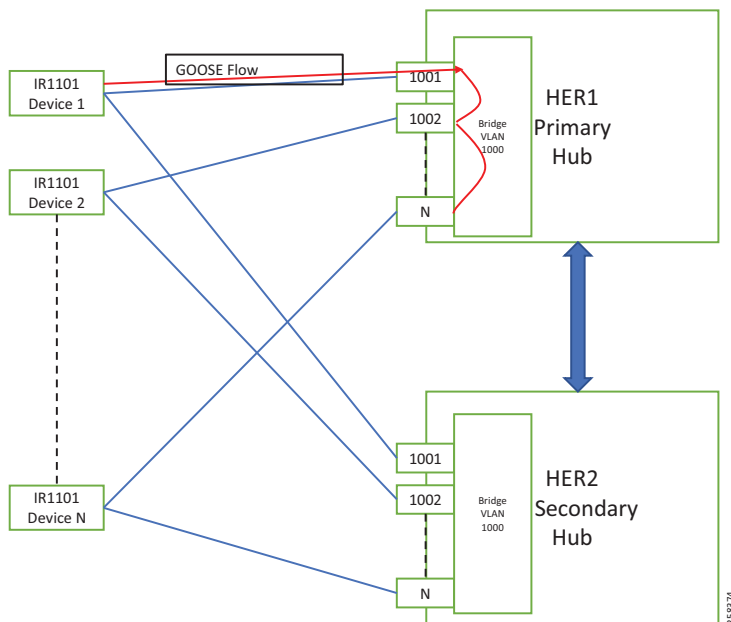 GOOSE Flow
IR1101
Device 1
1001
1002
N
Bridge
VLAN
1000
HER1
Primary
Hub
IR1101
Device 2
IR1101
Device N
1001
1002
N
Bridge
VLAN
1000
HER2
Secondary
Hub